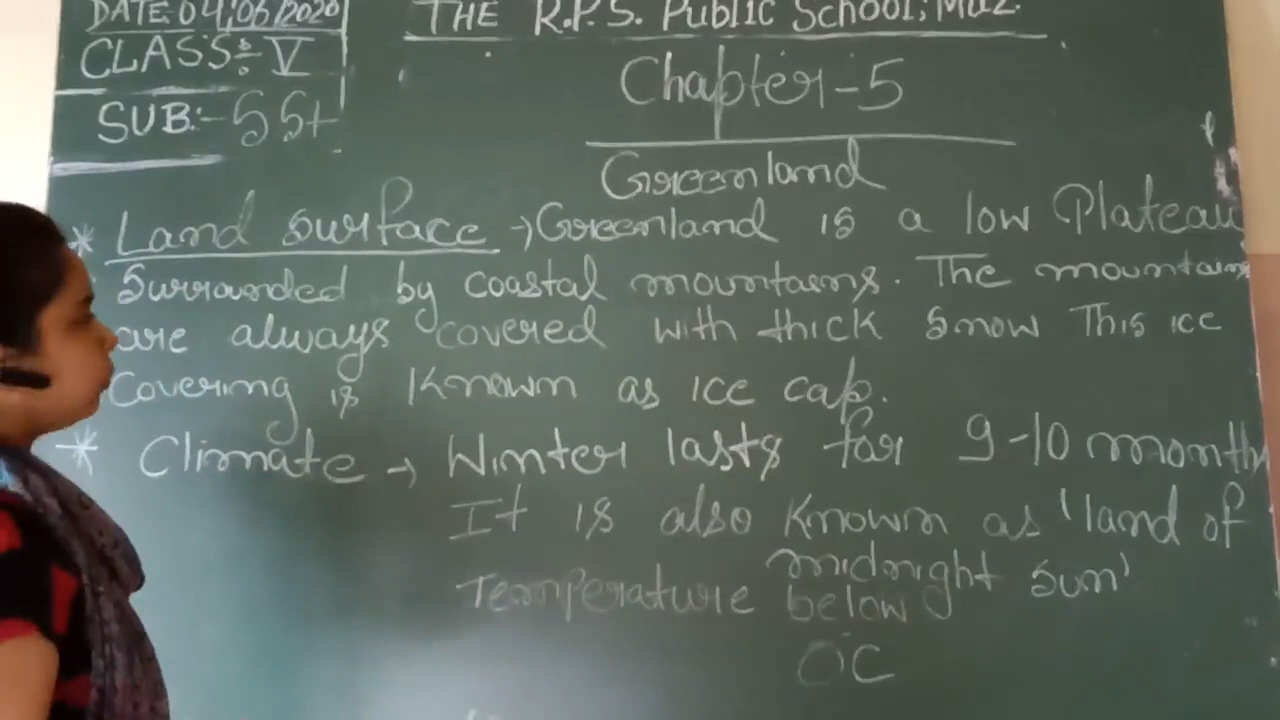 DATE: 04/06/2020
THE R.P.S. Public School, Muz.
CLASS:- V
SUB:- SSt
Chapter-5
Greenland
* Land surface → Greenland is a low Plateau
Surrounded by coastal mountains. The mountains
are always covered with thick snow This ice
Covering is known as ice cap.
* Climate → Winter lasts for 9-10 months
It is also known as 'land of
midnight sun'
Temperature below
0C